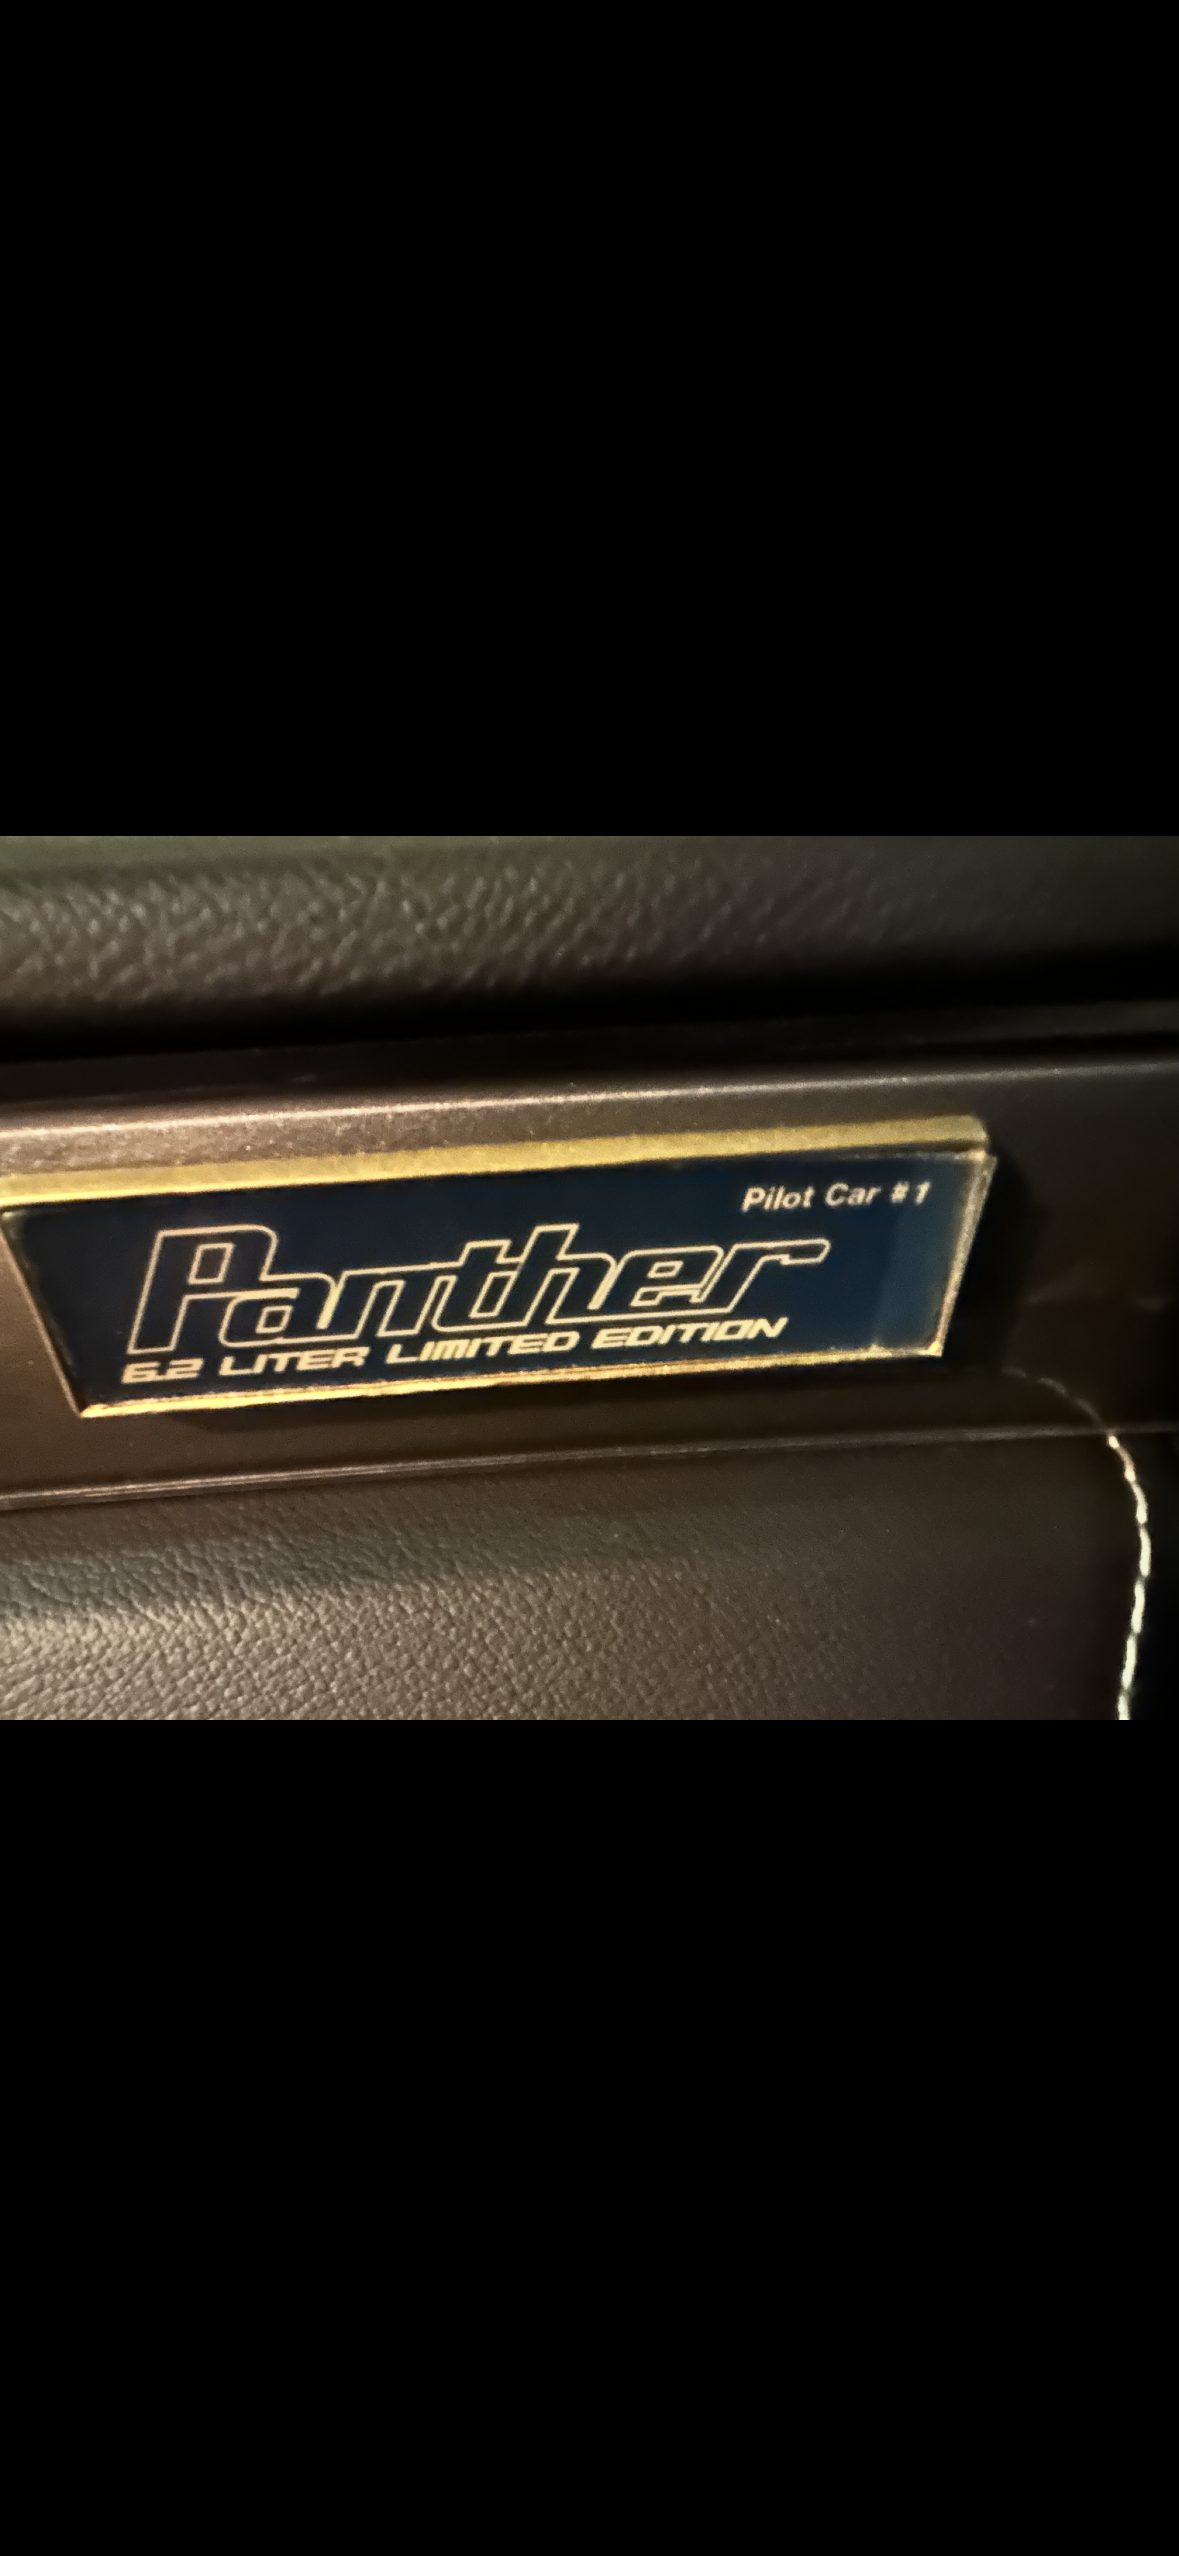 Pilot Car #1
Panther
6.2 LITER LIMITED EDITION